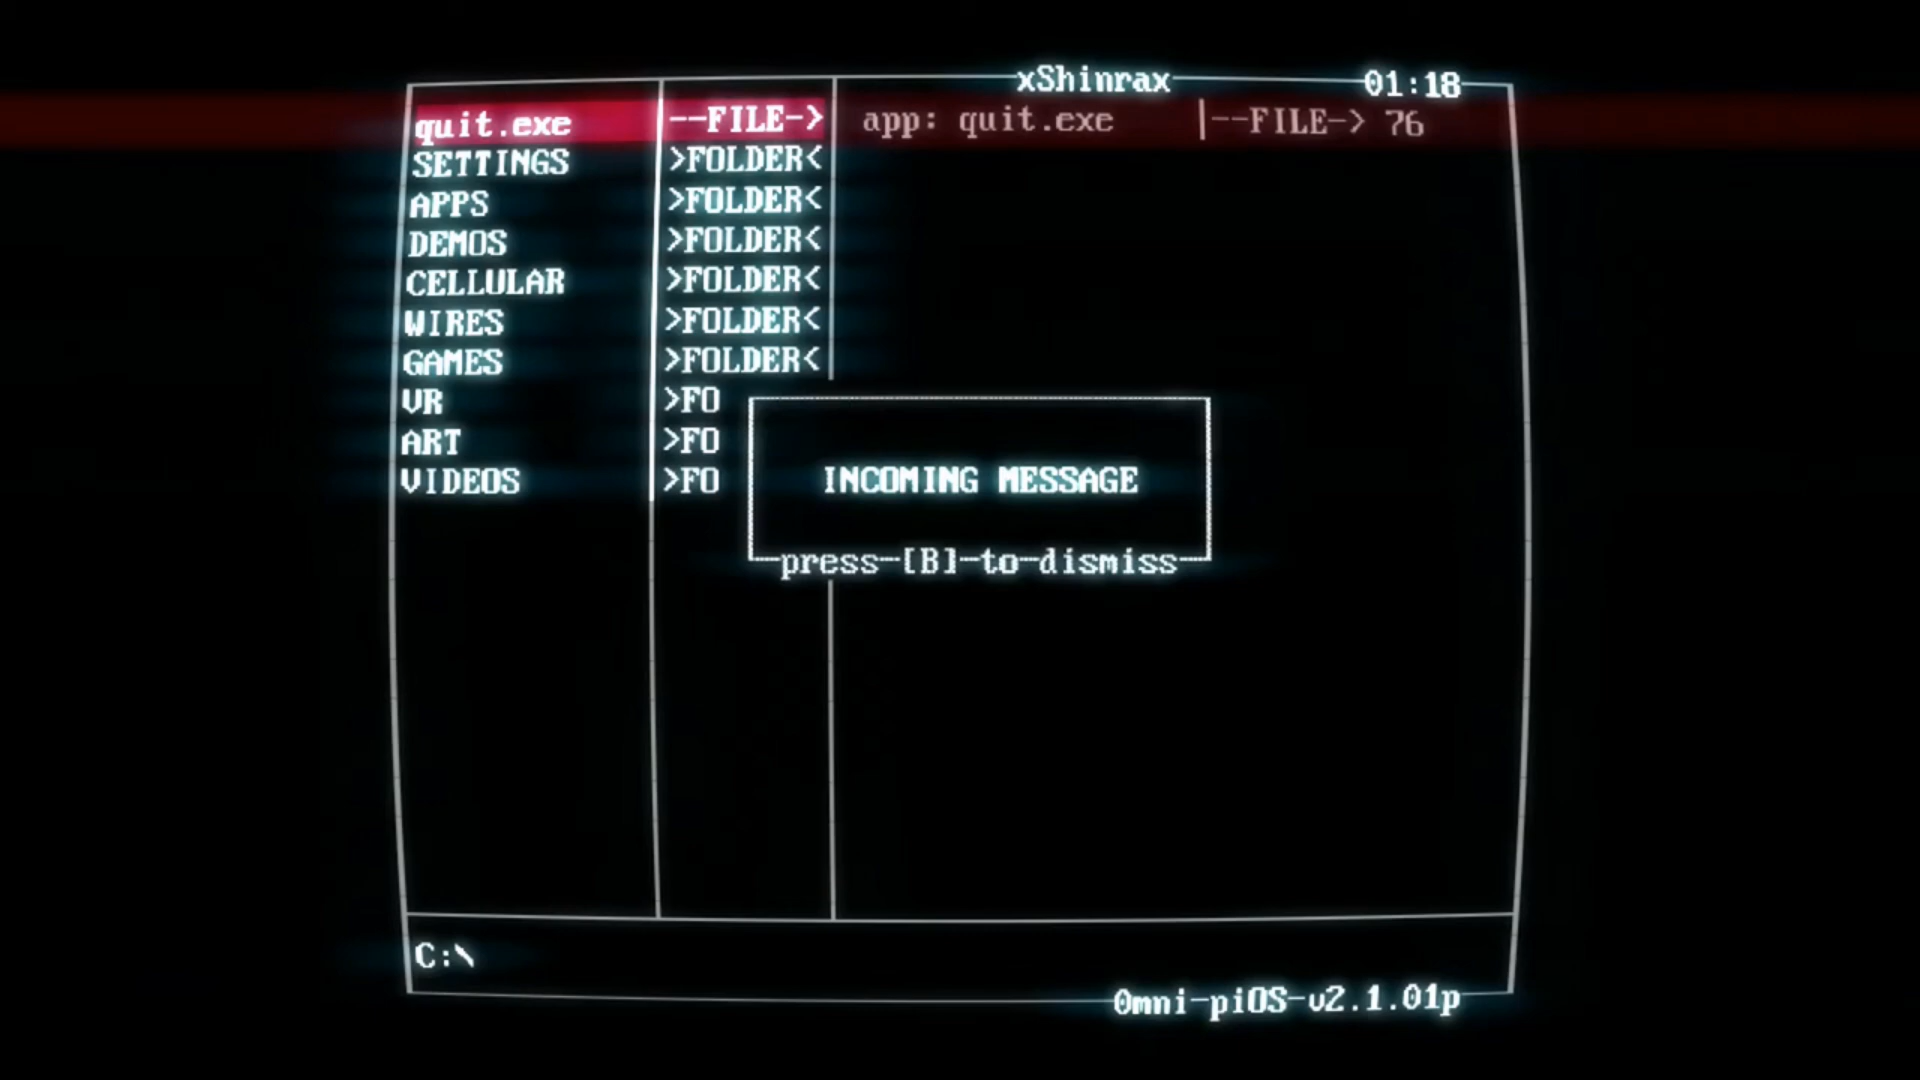 xShinrax 01:18
quit.exe --FILE-> app: quit.exe |--FILE-> 76
SETTINGS >FOLDER<
APPS >FOLDER<
DEMOS >FOLDER<
CELLULAR >FOLDER<
WIRES >FOLDER<
GAMES >FOLDER<
VR >FO
ART >FO
VIDEOS >FO
INCOMING MESSAGE
press-[B]-to-dismiss
C:\
0mni-piOS-v2.1.01p